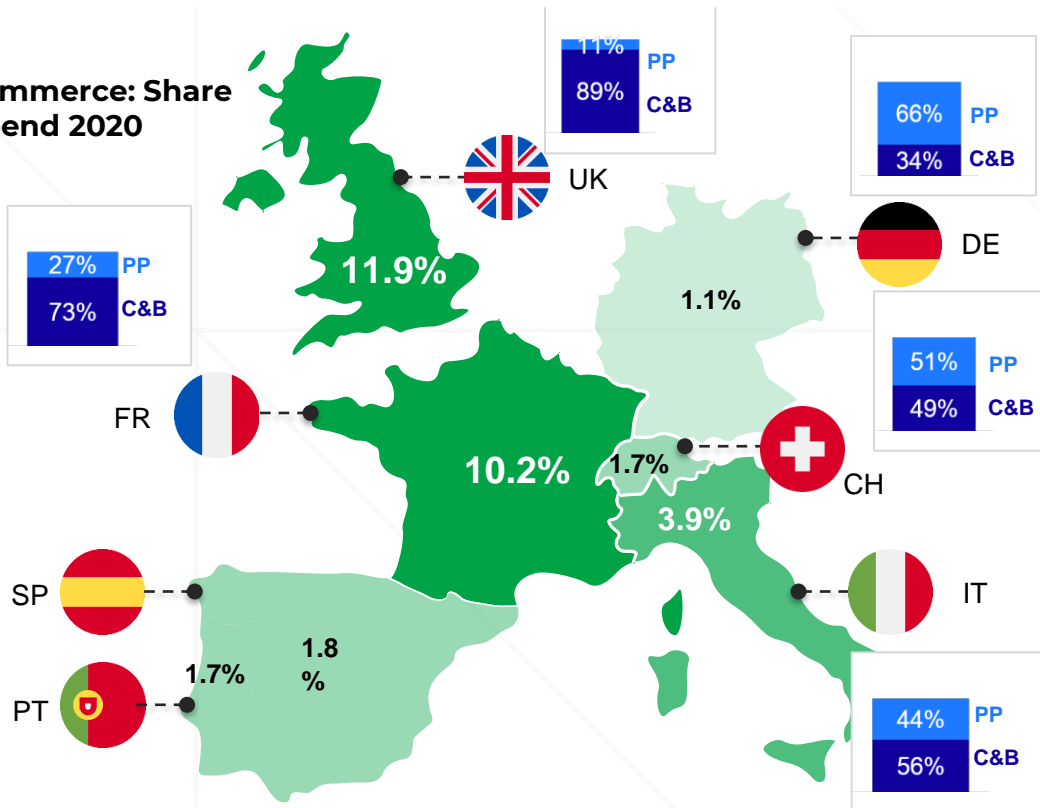 mmerce: Share
end 2020
11%
PP
89%
C&B
66%
PP
34%
C&B
UK
DE
27%
PP
73%
C&B
11.9%
1.1%
51%
PP
49%
C&B
FR
10.2%
1.7%
CH
3.9%
SP
IT
1.8
%
1.7%
PT
44%
PP
56%
C&B